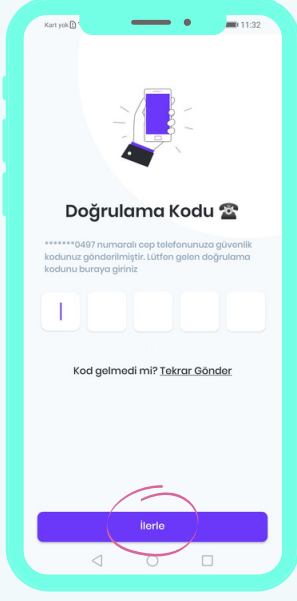 Kart yok 11:32
Doğrulama Kodu ☎
*******0497 numaralı cep telefonunuza güvenlik
kodunuz gönderilmiştir. Lütfen gelen doğrulama
kodunu buraya giriniz
Kod gelmedi mi? Tekrar Gönder
İlerle